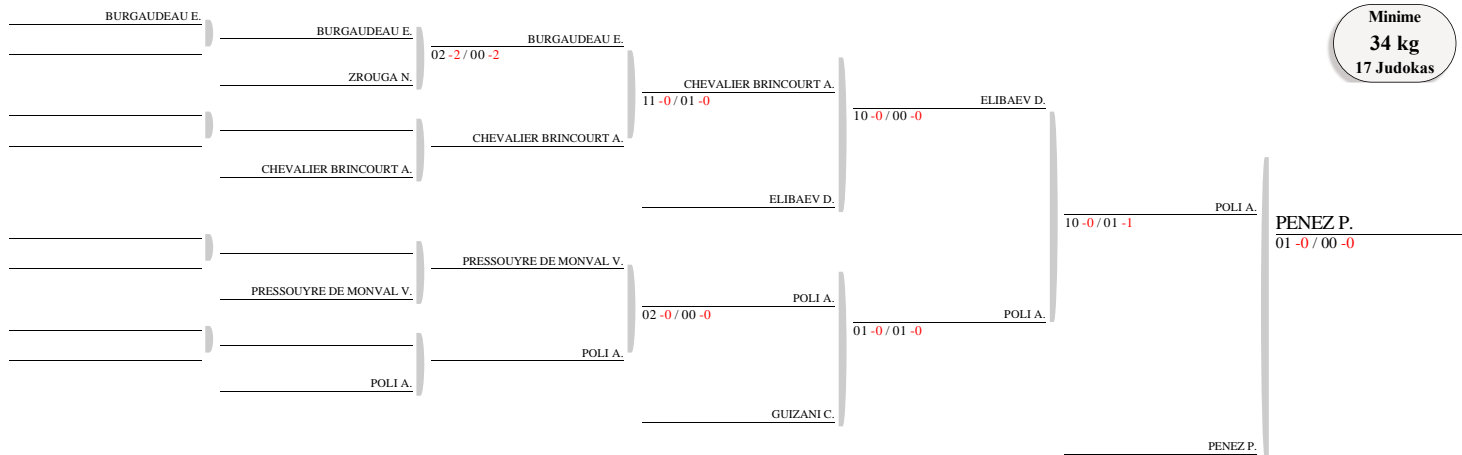 BURGAUDEAU E.
BURGAUDEAU E.
ZROUGA N.
CHEVALIER BRINCOURT A.
PRESSOUYRE DE MONVAL V.
POLI A.
BURGAUDEAU E.
02 -2 / 00 -2
CHEVALIER BRINCOURT A.
PRESSOUYRE DE MONVAL V.
POLI A.
CHEVALIER BRINCOURT A.
11 -0 / 01 -0
ELIBAEV D.
POLI A.
02 -0 / 00 -0
GUIZANI C.
ELIBAEV D.
10 -0 / 00 -0
POLI A.
01 -0 / 01 -0
POLI A.
10 -0 / 01 -1
PENEZ P.
PENEZ P.
01 -0 / 00 -0
Minime
34 kg
17 Judokas